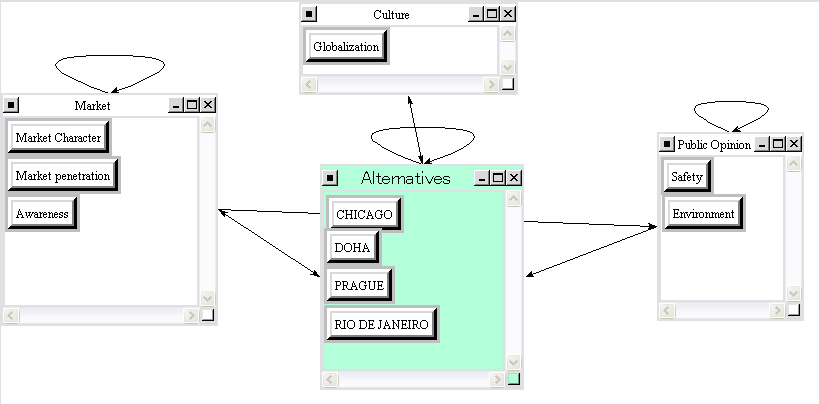 Culture
Globalization
Market
Market Character
Market penetration
Awareness
Alternatives
CHICAGO
DOHA
PRAGUE
RIO DE JANEIRO
Public Opinion
Safety
Environment